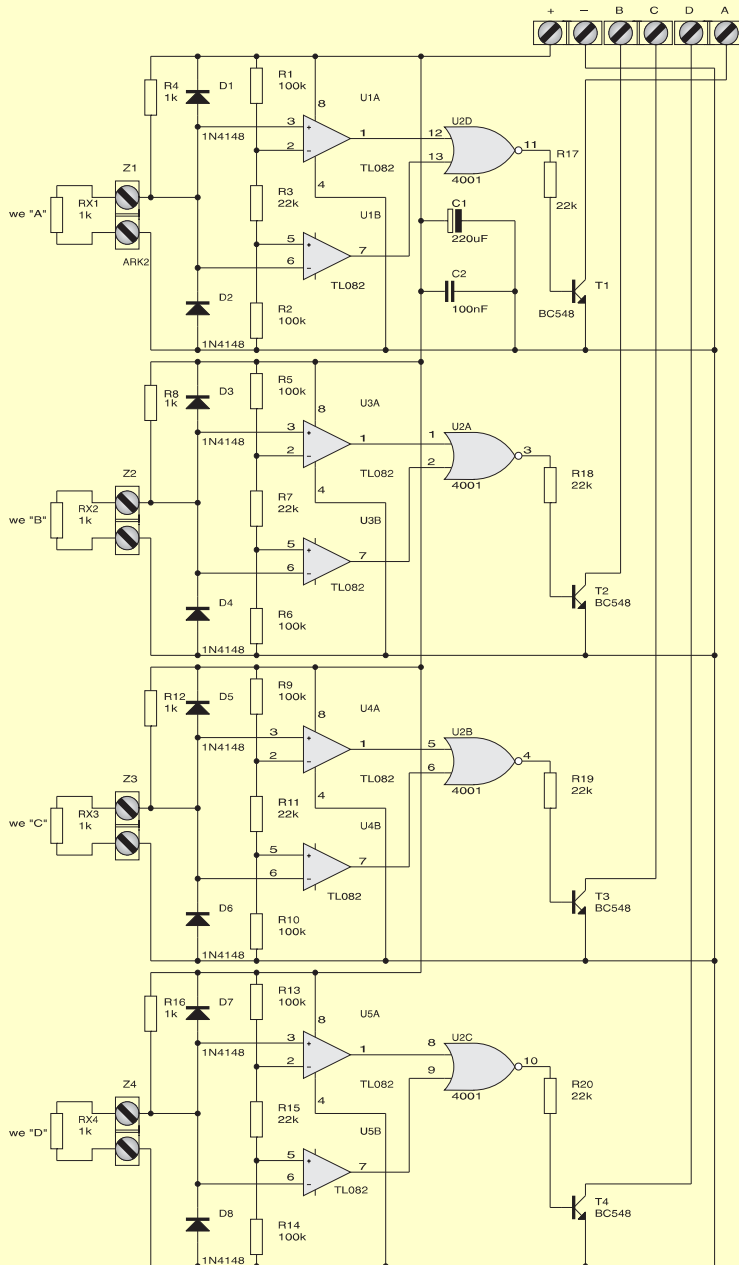 + − B C D A
R4
1k
D1
R1
100k
8
U1A
1N4148
3
+
2
−
1
TL082
12
13
U2D
11
4001
R17
22k
Z1
we "A"
RX1
1k
ARK2
R3
22k
4
U1B
5
+
6
−
7
TL082
C1
220uF
C2
100nF
T1
BC548
D2
R2
100k
1N4148
R8
1k
D3
R5
100k
8
U3A
1N4148
3
+
2
−
1
TL082
1
2
U2A
3
4001
R18
22k
Z2
we "B"
RX2
1k
R7
22k
4
U3B
5
+
6
−
7
TL082
T2
BC548
D4
R6
100k
1N4148
R12
1k
D5
R9
100k
8
U4A
1N4148
3
+
2
−
1
TL082
5
6
U2B
4
4001
R19
22k
Z3
we "C"
RX3
1k
R11
22k
4
U4B
5
+
6
−
7
TL082
T3
BC548
D6
R10
100k
1N4148
R16
1k
D7
R13
100k
8
U5A
1N4148
3
+
2
−
1
TL082
8
9
U2C
10
4001
R20
22k
Z4
we "D"
RX4
1k
R15
22k
4
U5B
5
+
6
−
7
TL082
T4
BC548
D8
R14
100k
1N4148